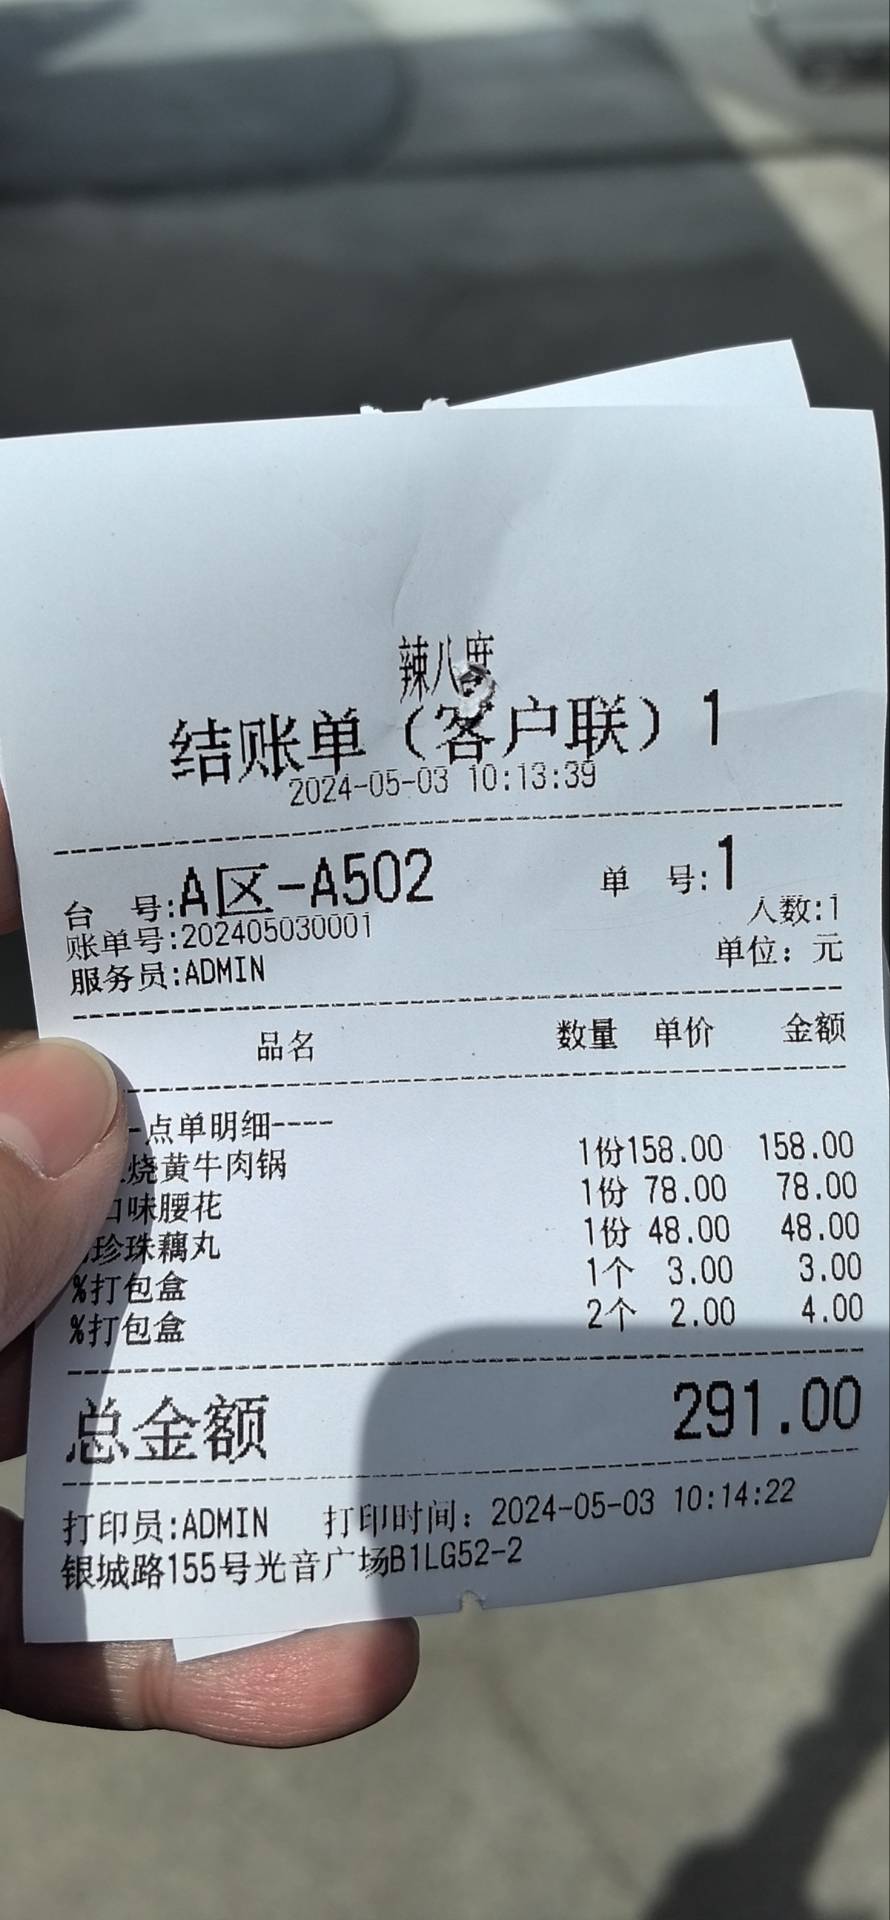 辣八度
结账单（客户联）1
2024-05-03 10:13:39
台 号:A区-A502 单 号:1
账单号:202405030001 人数:1
服务员:ADMIN 单位：元
品名 数量 单价 金额
-点单明细----
烧黄牛肉锅 1份158.00 158.00
口味腰花 1份 78.00 78.00
珍珠藕丸 1份 48.00 48.00
%打包盒 1个 3.00 3.00
%打包盒 2个 2.00 4.00
总金额 291.00
打印员:ADMIN 打印时间：2024-05-03 10:14:22
银城路155号光音广场B1LG52-2